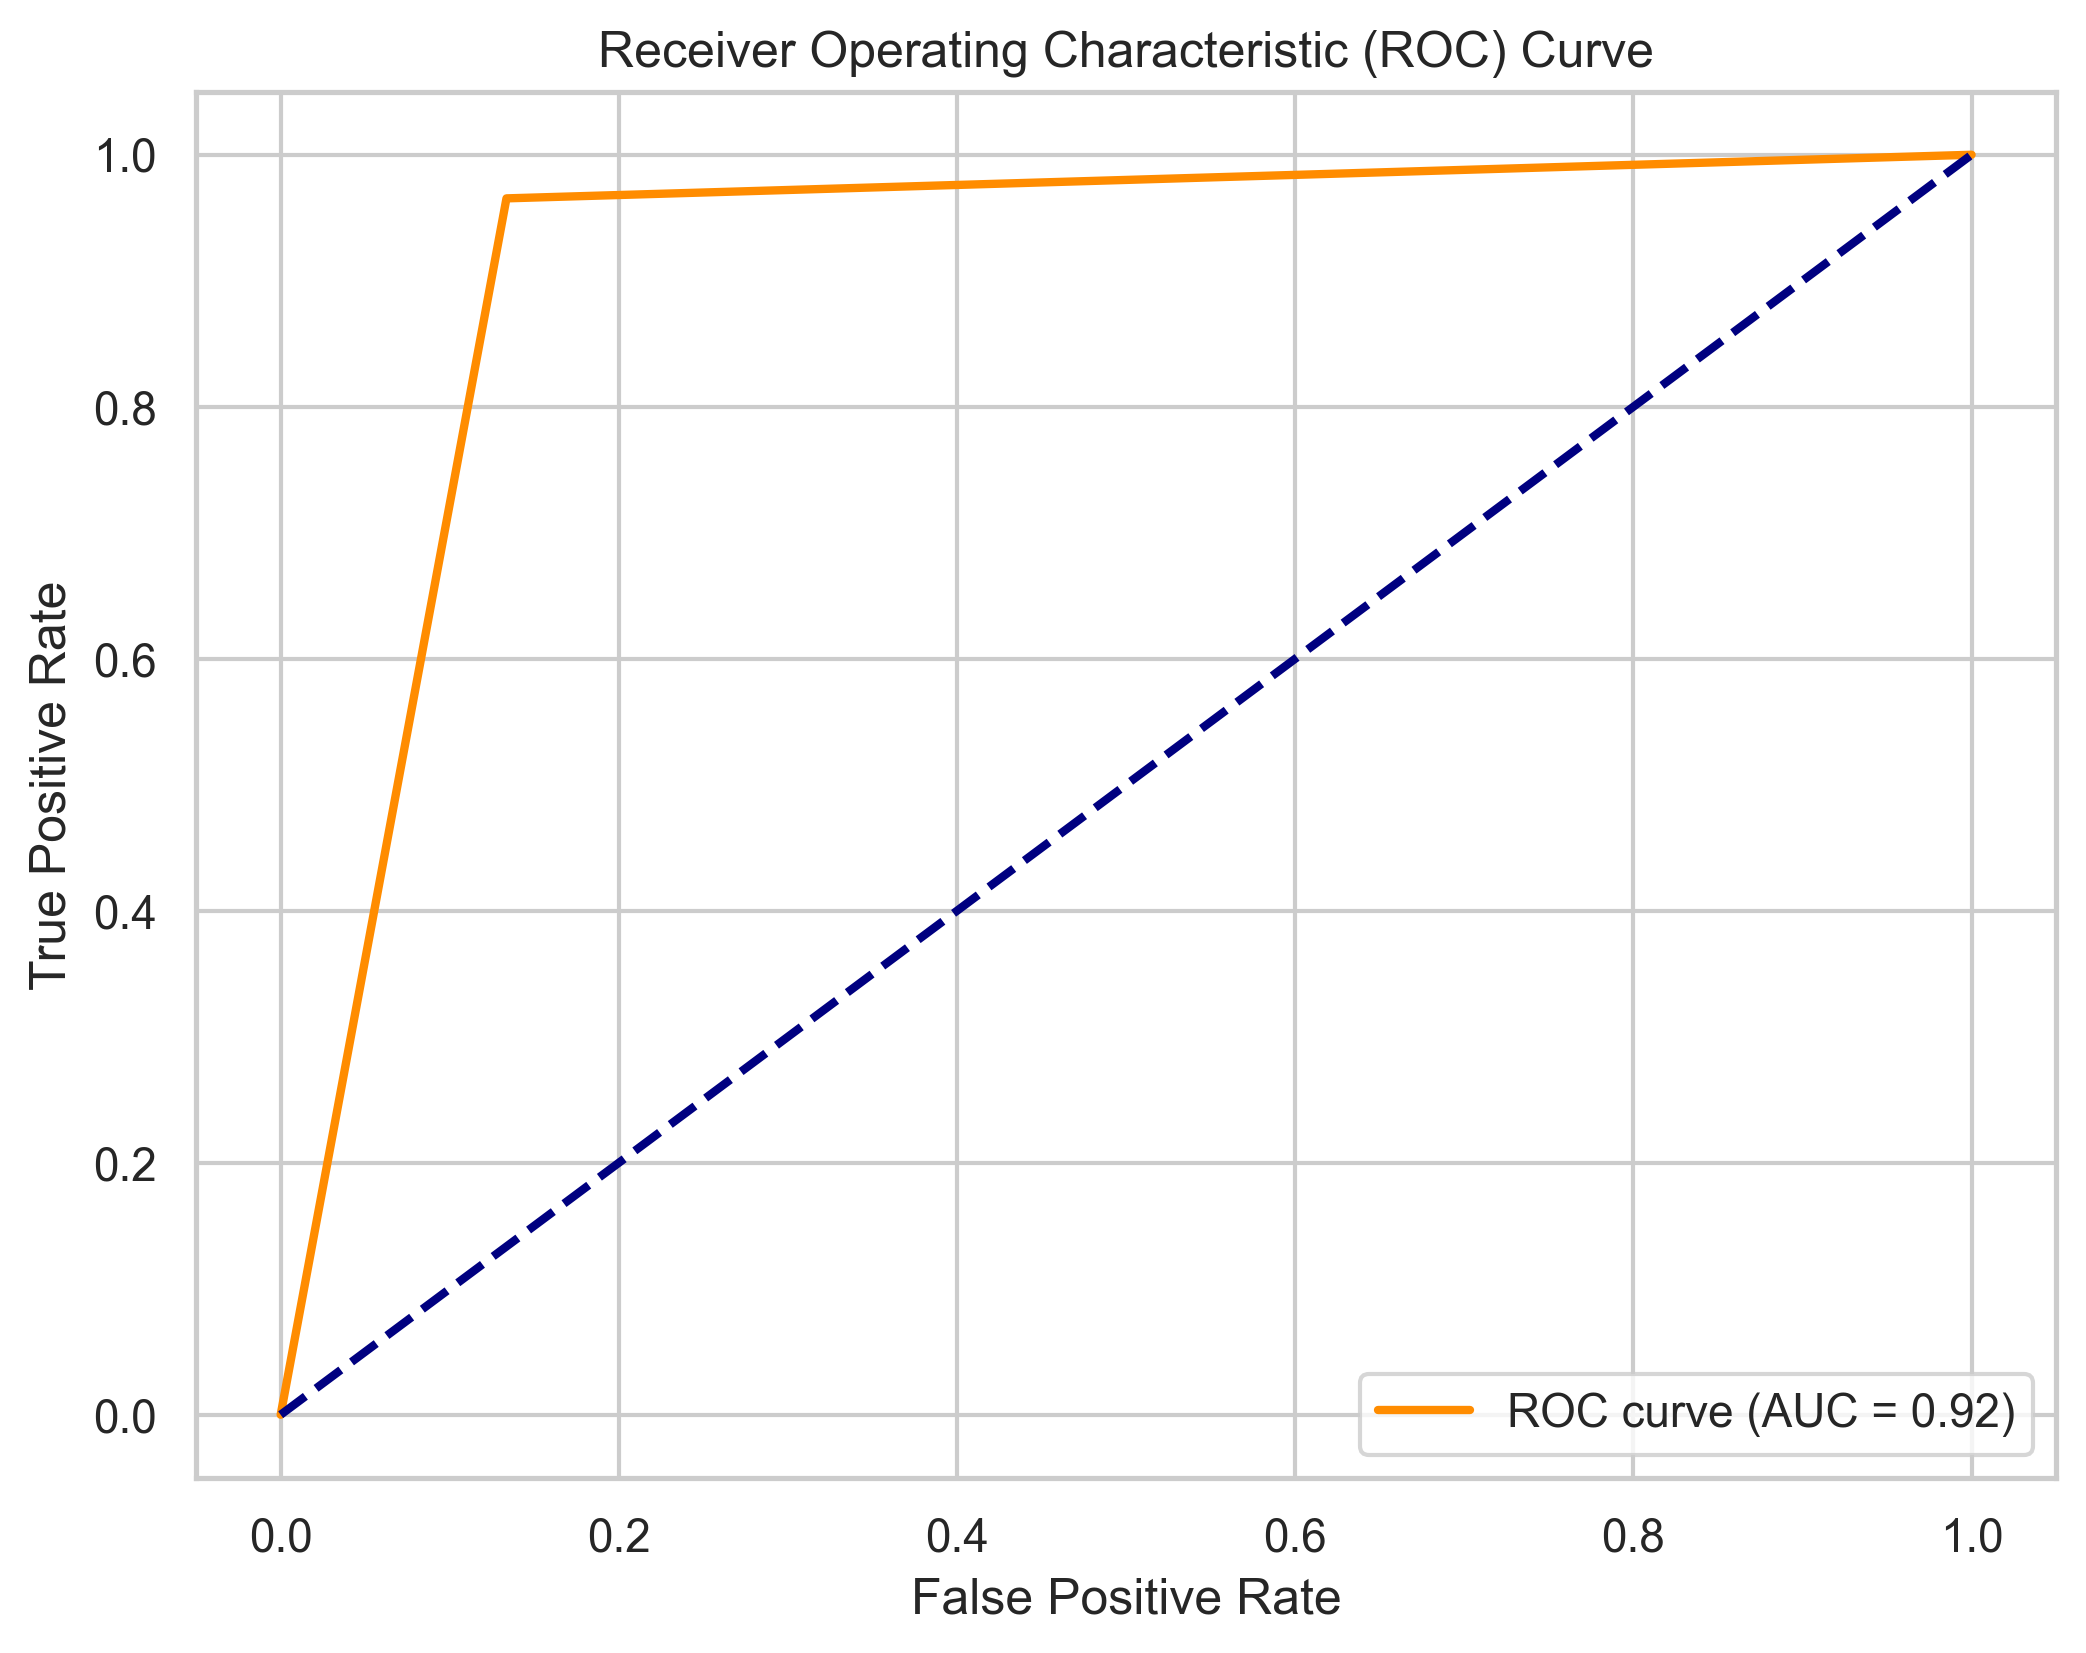 Receiver Operating Characteristic (ROC) Curve
1.0
0.8
0.6
0.4
0.2
0.0
True Positive Rate
ROC curve (AUC = 0.92)
0.0 0.2 0.4 0.6 0.8 1.0
False Positive Rate